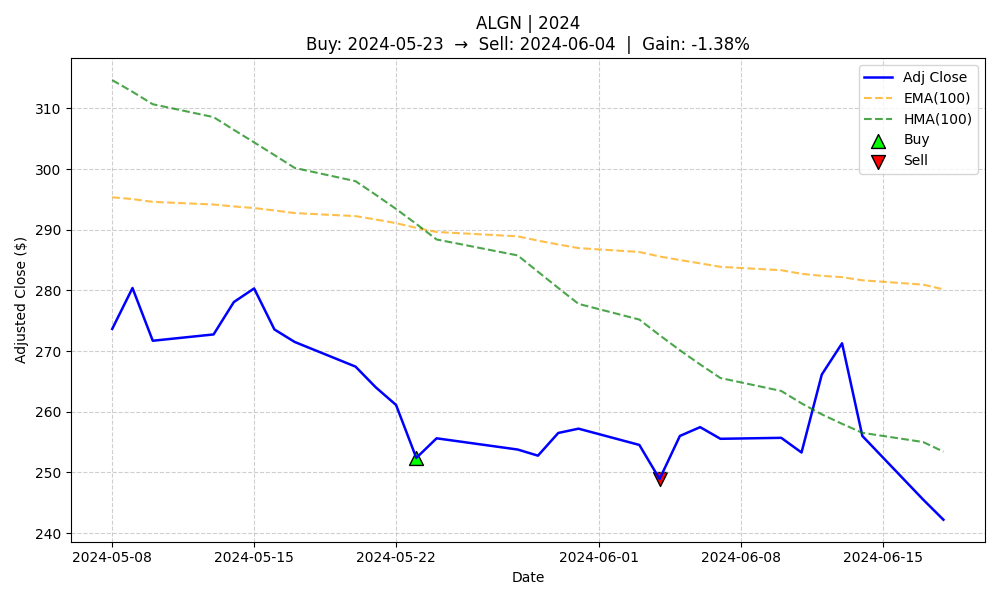 ALGN | 2024
Buy: 2024-05-23 → Sell: 2024-06-04 | Gain: -1.38%
Adj Close
EMA(100)
HMA(100)
Buy
Sell
Adjusted Close ($)
310
300
290
280
270
260
250
240
2024-05-08
2024-05-15
2024-05-22
2024-06-01
2024-06-08
2024-06-15
Date